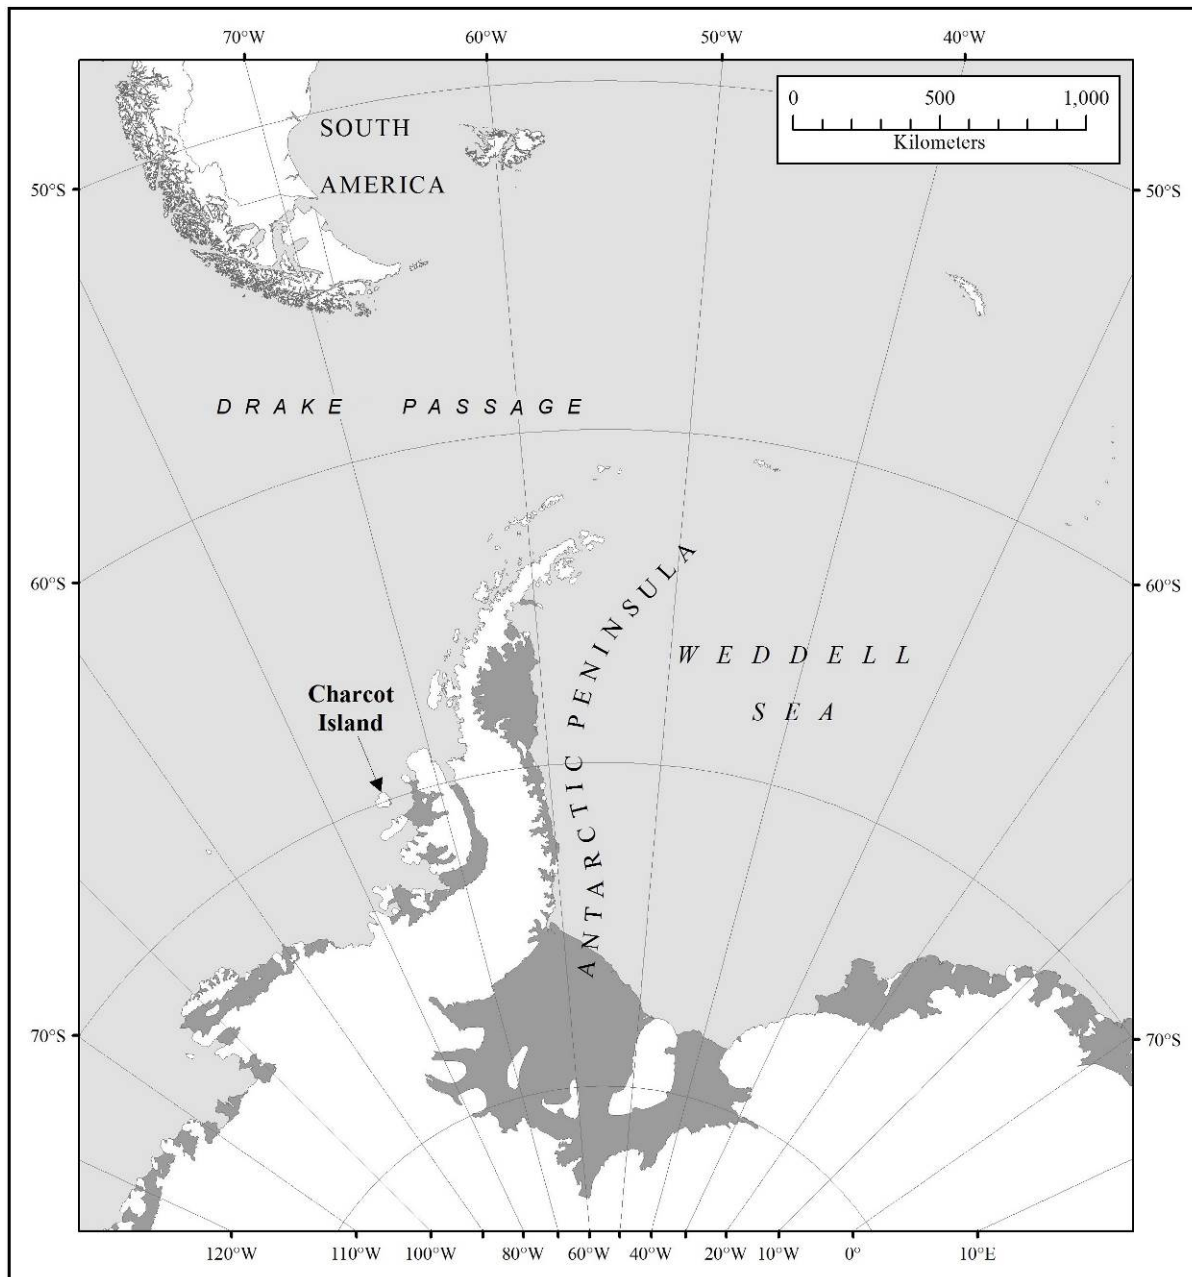 70°W 60°W 50°W 40°W
0 500 1,000
Kilometers
SOUTH
AMERICA
50°S 50°S
DRAKE PASSAGE
60°S 60°S
ANTARCTIC PENINSULA
WEDDELL
SEA
Charcot
Island
70°S 70°S
120°W 110°W 100°W 80°W 60°W 40°W 20°W 10°W 0° 10°E